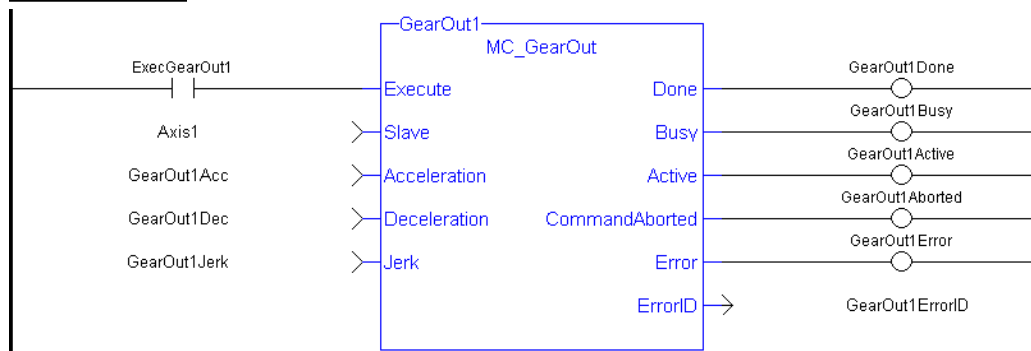 GearOut1
MC_GearOut
ExecGearOut1 Execute Done GearOut1Done
Axis1 Slave Busy GearOut1Busy
GearOut1Acc Acceleration Active GearOut1Active
GearOut1Dec Deceleration CommandAborted GearOut1Aborted
GearOut1Jerk Jerk Error GearOut1Error
ErrorID GearOut1ErrorID